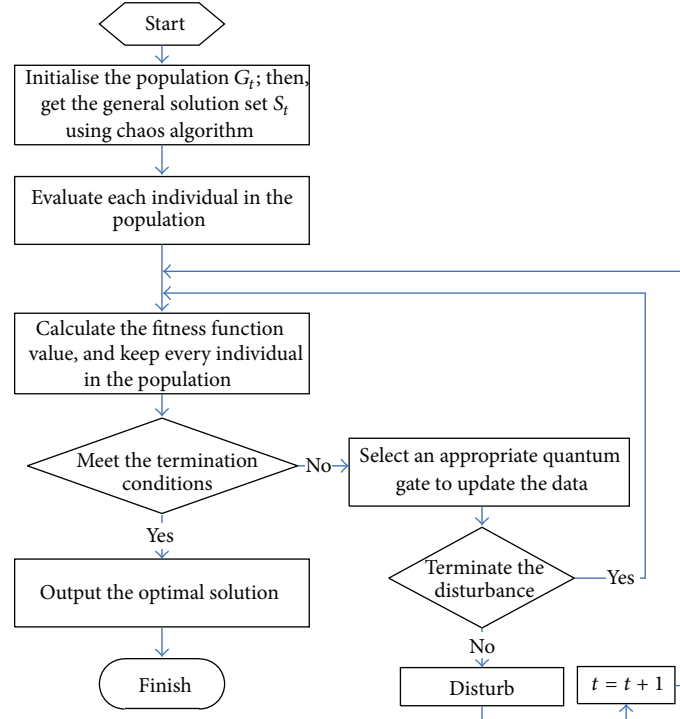 Start
Initialise the population Gₜ; then,
get the general solution set Sₜ
using chaos algorithm
Evaluate each individual in the
population
Calculate the fitness function
value, and keep every individual
in the population
Meet the termination
conditions
No
Select an appropriate quantum
gate to update the data
Yes
Terminate the
disturbance
Yes
Output the optimal solution
No
Finish
Disturb
t = t + 1